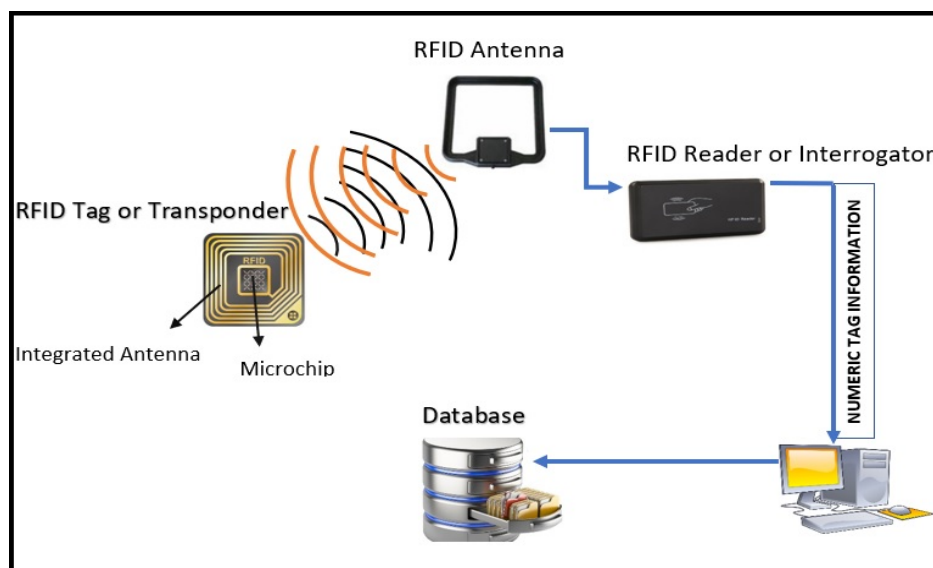 RFID Antenna
RFID Reader or Interrogator
RFID Tag or Transponder
RFID
Integrated Antenna
Microchip
NUMERIC TAG INFORMATION
Database